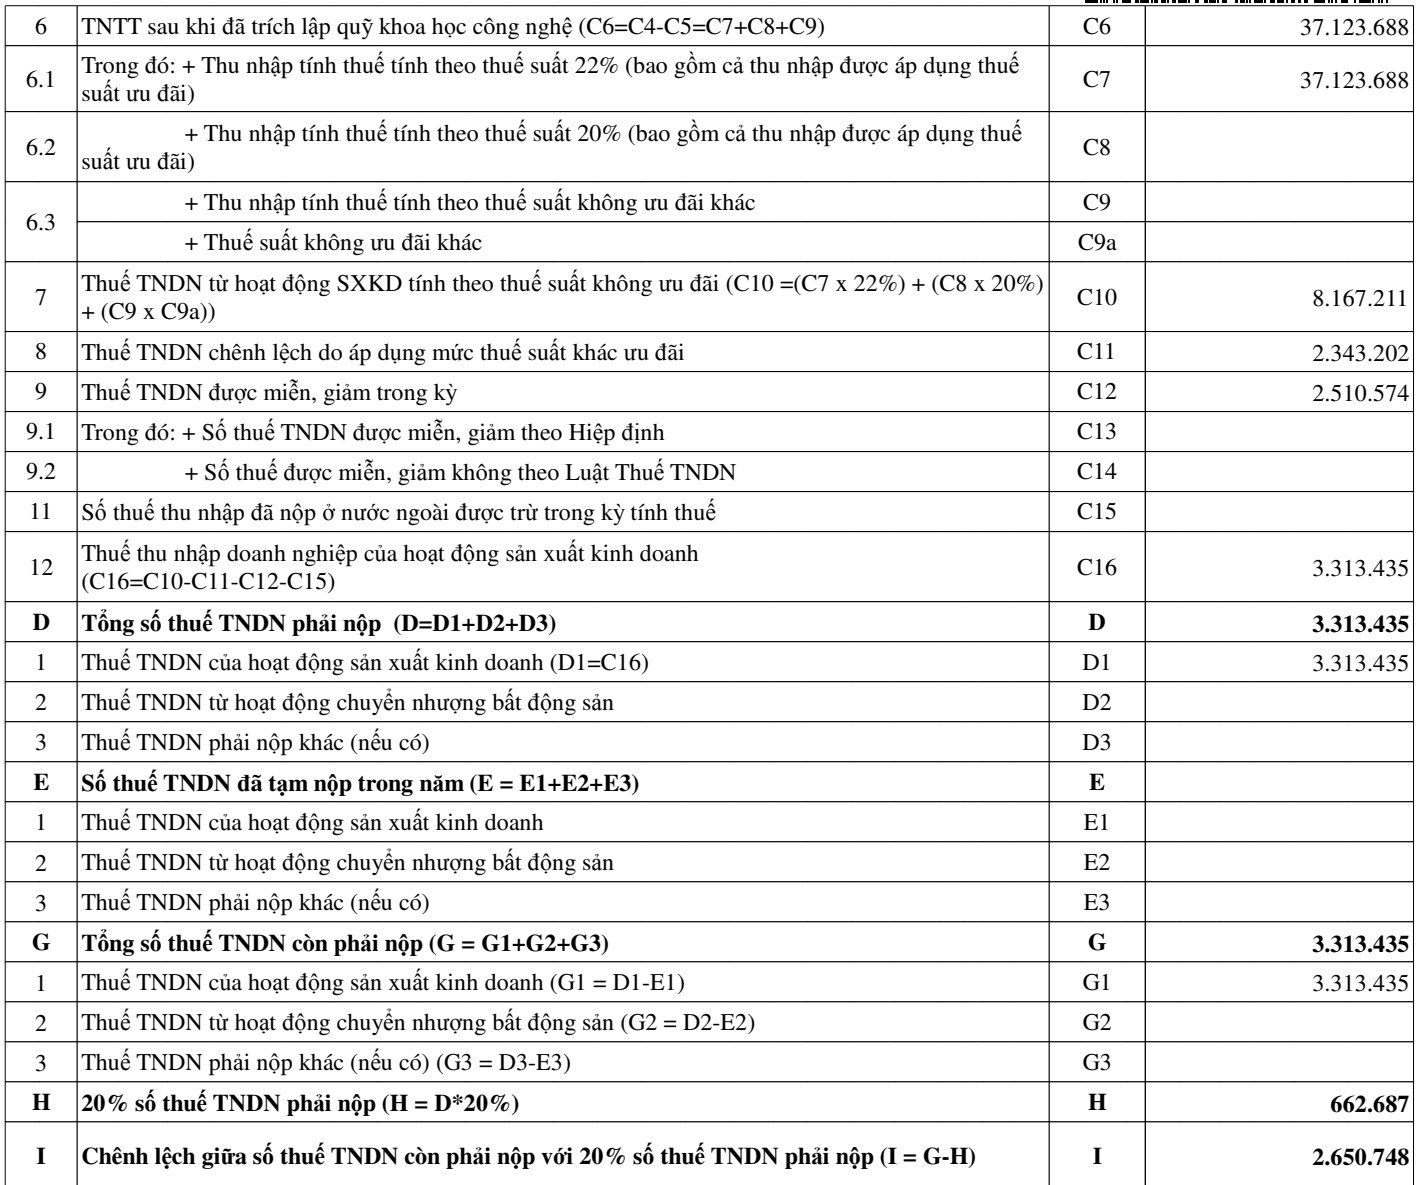 6 TNTT sau khi đã trích lập quỹ khoa học công nghệ (C6=C4-C5=C7+C8+C9) C6 37.123.688
6.1 Trong đó: + Thu nhập tính thuế tính theo thuế suất 22% (bao gồm cả thu nhập được áp dụng thuế
suất ưu đãi) C7 37.123.688
6.2 + Thu nhập tính thuế tính theo thuế suất 20% (bao gồm cả thu nhập được áp dụng thuế
suất ưu đãi) C8
6.3 + Thu nhập tính thuế tính theo thuế suất không ưu đãi khác C9
+ Thuế suất không ưu đãi khác C9a
7 Thuế TNDN từ hoạt động SXKD tính theo thuế suất không ưu đãi (C10 =(C7 x 22%) + (C8 x 20%)
+ (C9 x C9a)) C10 8.167.211
8 Thuế TNDN chênh lệch do áp dụng mức thuế suất khác ưu đãi C11 2.343.202
9 Thuế TNDN được miễn, giảm trong kỳ C12 2.510.574
9.1 Trong đó: + Số thuế TNDN được miễn, giảm theo Hiệp định C13
9.2 + Số thuế được miễn, giảm không theo Luật Thuế TNDN C14
11 Số thuế thu nhập đã nộp ở nước ngoài được trừ trong kỳ tính thuế C15
12 Thuế thu nhập doanh nghiệp của hoạt động sản xuất kinh doanh
(C16=C10-C11-C12-C15) C16 3.313.435
D Tổng số thuế TNDN phải nộp (D=D1+D2+D3) D 3.313.435
1 Thuế TNDN của hoạt động sản xuất kinh doanh (D1=C16) D1 3.313.435
2 Thuế TNDN từ hoạt động chuyển nhượng bất động sản D2
3 Thuế TNDN phải nộp khác (nếu có) D3
E Số thuế TNDN đã tạm nộp trong năm (E = E1+E2+E3) E
1 Thuế TNDN của hoạt động sản xuất kinh doanh E1
2 Thuế TNDN từ hoạt động chuyển nhượng bất động sản E2
3 Thuế TNDN phải nộp khác (nếu có) E3
G Tổng số thuế TNDN còn phải nộp (G = G1+G2+G3) G 3.313.435
1 Thuế TNDN của hoạt động sản xuất kinh doanh (G1 = D1-E1) G1 3.313.435
2 Thuế TNDN từ hoạt động chuyển nhượng bất động sản (G2 = D2-E2) G2
3 Thuế TNDN phải nộp khác (nếu có) (G3 = D3-E3) G3
H 20% số thuế TNDN phải nộp (H = D*20%) H 662.687
I Chênh lệch giữa số thuế TNDN còn phải nộp với 20% số thuế TNDN phải nộp (I = G-H) I 2.650.748